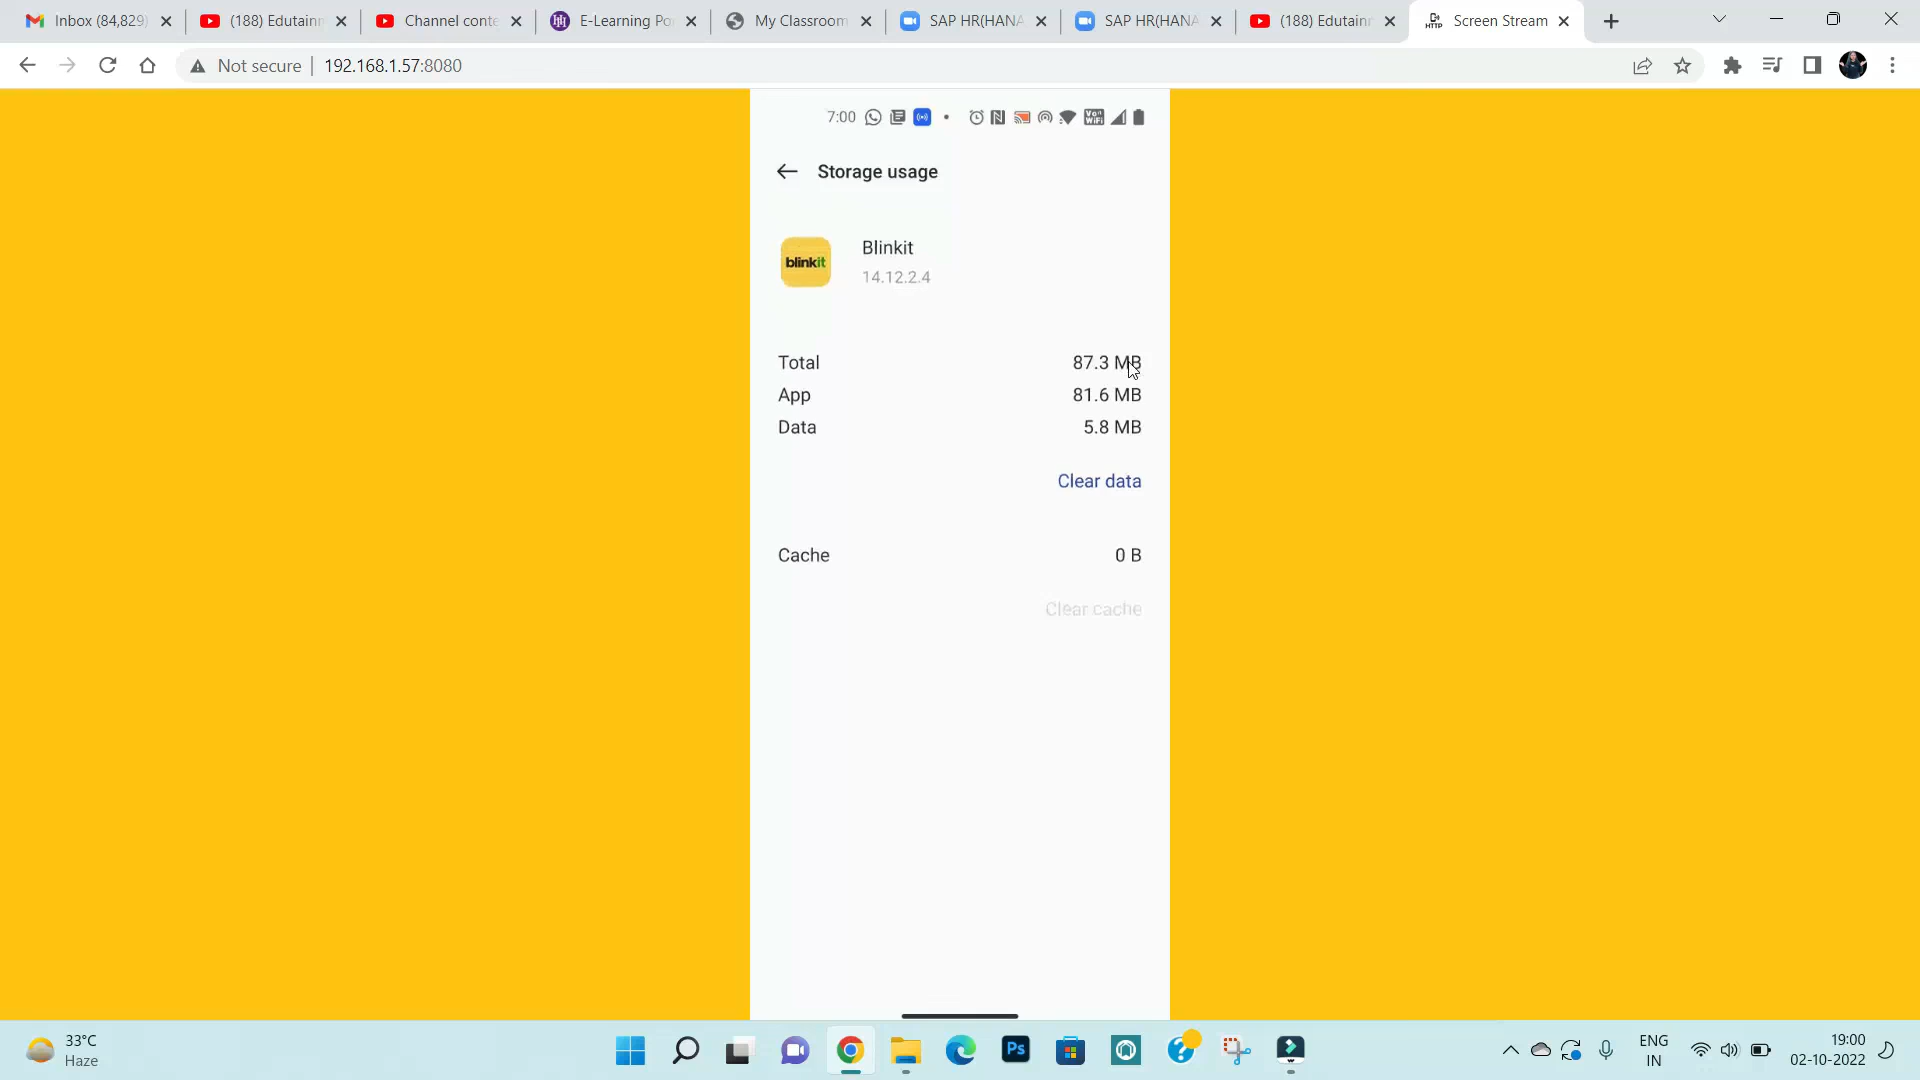 Inbox (84,829)
(188) Edutainm
Channel conte
E-Learning Po
My Classroom
SAP HR(HANA
SAP HR(HANA
(188) Edutainm
Screen Stream
Not secure
192.168.1.57:8080
7:00
Storage usage
blinkit
Blinkit
14.12.2.4
Total 87.3 MB
App 81.6 MB
Data 5.8 MB
Clear data
Cache 0 B
Clear cache
33°C
Haze
Ps
ENG
IN
19:00
02-10-2022